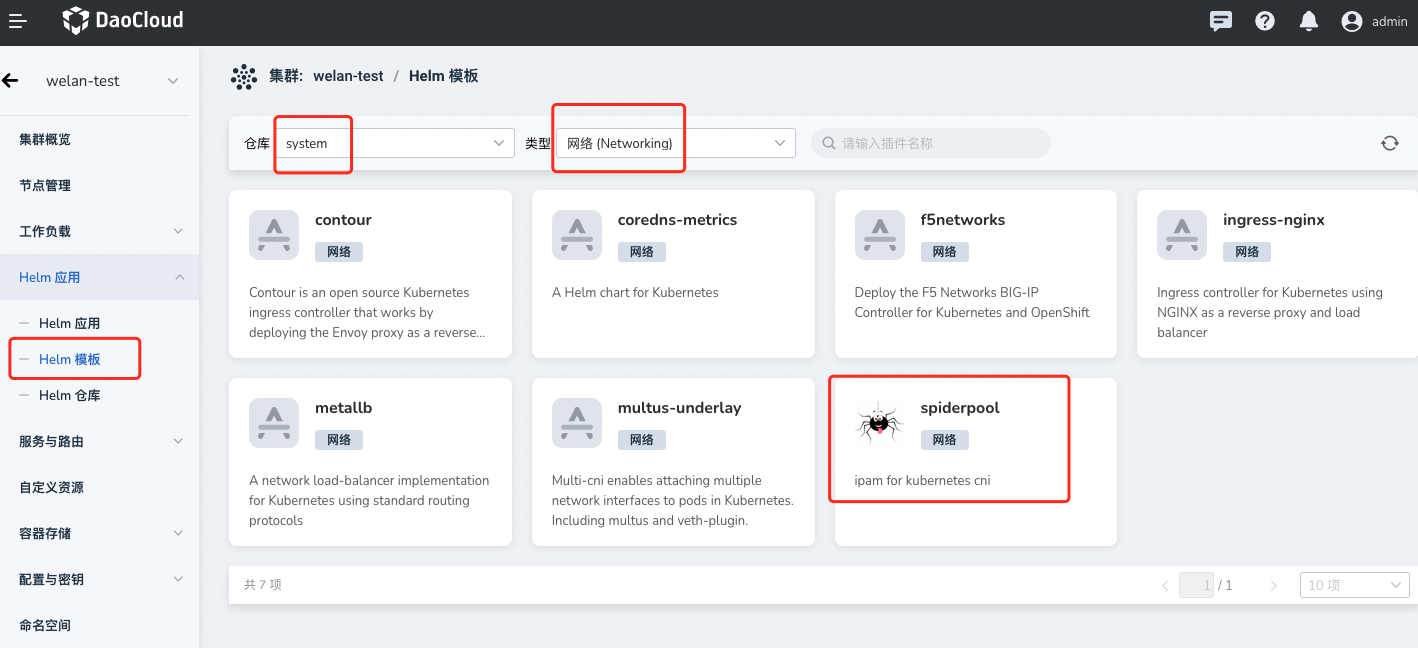 DaoCloud
admin
welan-test
集群概览
节点管理
工作负载
Helm 应用
Helm 应用
Helm 模板
Helm 仓库
服务与路由
自定义资源
容器存储
配置与密钥
命名空间
集群: welan-test / Helm 模板
仓库 system 类型 网络 (Networking) 请输入插件名称
contour
网络
Contour is an open source Kubernetes
ingress controller that works by
deploying the Envoy proxy as a reverse...
coredns-metrics
网络
A Helm chart for Kubernetes
f5networks
网络
Deploy the F5 Networks BIG-IP
Controller for Kubernetes and OpenShift
ingress-nginx
网络
Ingress controller for Kubernetes using
NGINX as a reverse proxy and load
balancer
metallb
网络
A network load-balancer implementation
for Kubernetes using standard routing
protocols
multus-underlay
网络
Multi-cni enables attaching multiple
network interfaces to pods in Kubernetes.
Including multus and veth-plugin.
spiderpool
网络
ipam for kubernetes cni
共 7 项
1 / 1
10 项